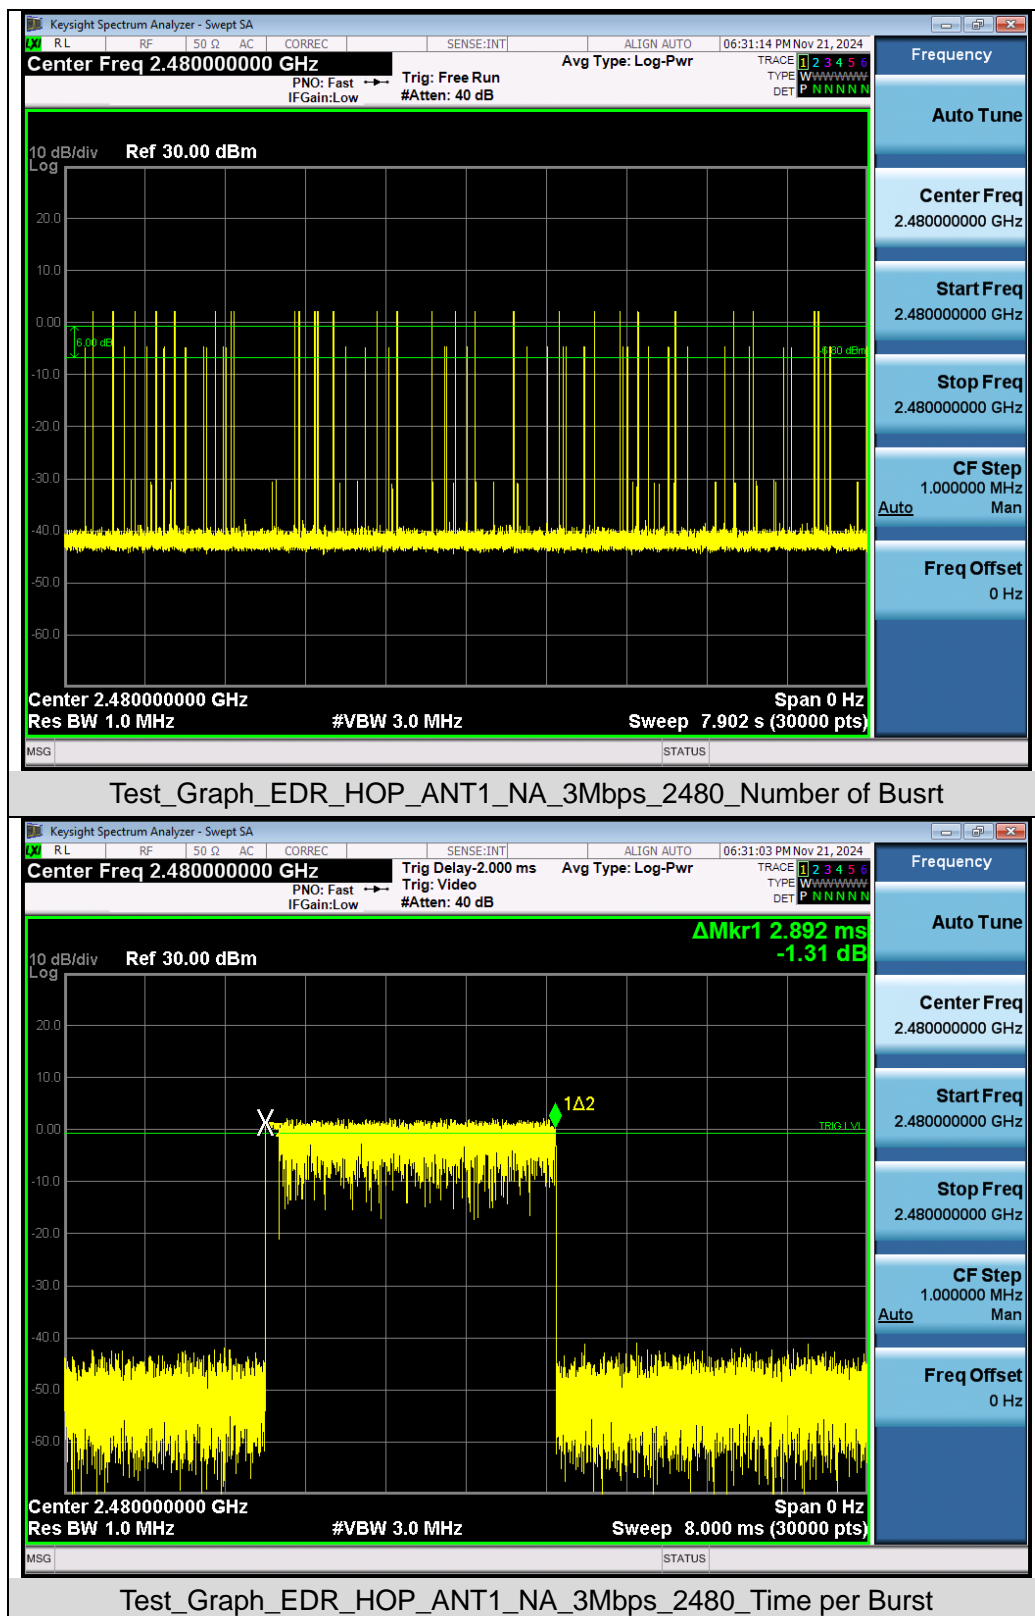 Keysight Spectrum Analyzer - Swept SA
LXI RL RF 50 Ω AC CORREC SENSE:INT ALIGN AUTO 06:31:14 PM Nov 21, 2024
Center Freq 2.480000000 GHz
PNO: Fast
IFGain:Low
Trig: Free Run
#Atten: 40 dB
Avg Type: Log-Pwr
TRACE 1 2 3 4 5 6
TYPE WWWWWW
DET P N N N N N
Frequency
Auto Tune
10 dB/div Ref 30.00 dBm
Log
20.0
10.0
0.00
-10.0
-20.0
-30.0
-40.0
-50.0
-60.0
6.00 dB
-6.80 dBm
Center Freq
2.480000000 GHz
Start Freq
2.480000000 GHz
Stop Freq
2.480000000 GHz
CF Step
1.000000 MHz
Auto Man
Freq Offset
0 Hz
Center 2.480000000 GHz Span 0 Hz
Res BW 1.0 MHz #VBW 3.0 MHz Sweep 7.902 s (30000 pts)
MSG STATUS
Test_Graph_EDR_HOP_ANT1_NA_3Mbps_2480_Number of Busrt
Keysight Spectrum Analyzer - Swept SA
LXI RL RF 50 Ω AC CORREC SENSE:INT ALIGN AUTO 06:31:03 PM Nov 21, 2024
Center Freq 2.480000000 GHz
PNO: Fast
IFGain:Low
Trig Delay-2.000 ms
Trig: Video
#Atten: 40 dB
Avg Type: Log-Pwr
TRACE 1 2 3 4 5 6
TYPE WWWWWW
DET P N N N N N
Frequency
Auto Tune
ΔMkr1 2.892 ms
-1.31 dB
10 dB/div Ref 30.00 dBm
Log
20.0
10.0
0.00
-10.0
-20.0
-30.0
-40.0
-50.0
-60.0
1Δ2
TRIG LVL
Center Freq
2.480000000 GHz
Start Freq
2.480000000 GHz
Stop Freq
2.480000000 GHz
CF Step
1.000000 MHz
Auto Man
Freq Offset
0 Hz
Center 2.480000000 GHz Span 0 Hz
Res BW 1.0 MHz #VBW 3.0 MHz Sweep 8.000 ms (30000 pts)
MSG STATUS
Test_Graph_EDR_HOP_ANT1_NA_3Mbps_2480_Time per Burst